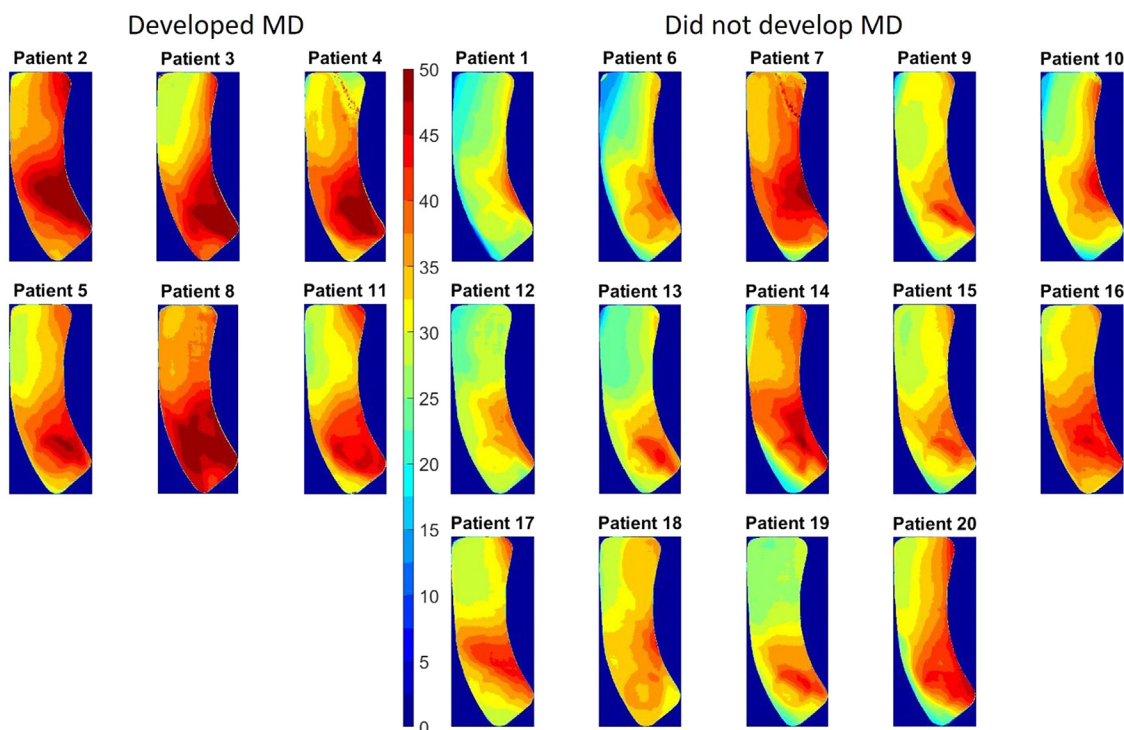 Developed MD
Did not develop MD
Patient 2
Patient 3
Patient 4
Patient 1
Patient 6
Patient 7
Patient 9
Patient 10
50
45
40
35
30
25
20
15
10
5
0
Patient 5
Patient 8
Patient 11
Patient 12
Patient 13
Patient 14
Patient 15
Patient 16
Patient 17
Patient 18
Patient 19
Patient 20